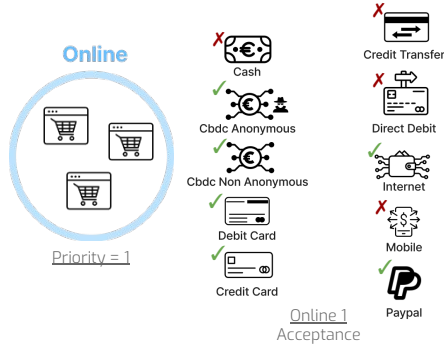 Online
Priority = 1
Cash
Cbdc Anonymous
Cbdc Non Anonymous
Debit Card
Credit Card
Credit Transfer
Direct Debit
Internet
Mobile
Paypal
Online 1
Acceptance